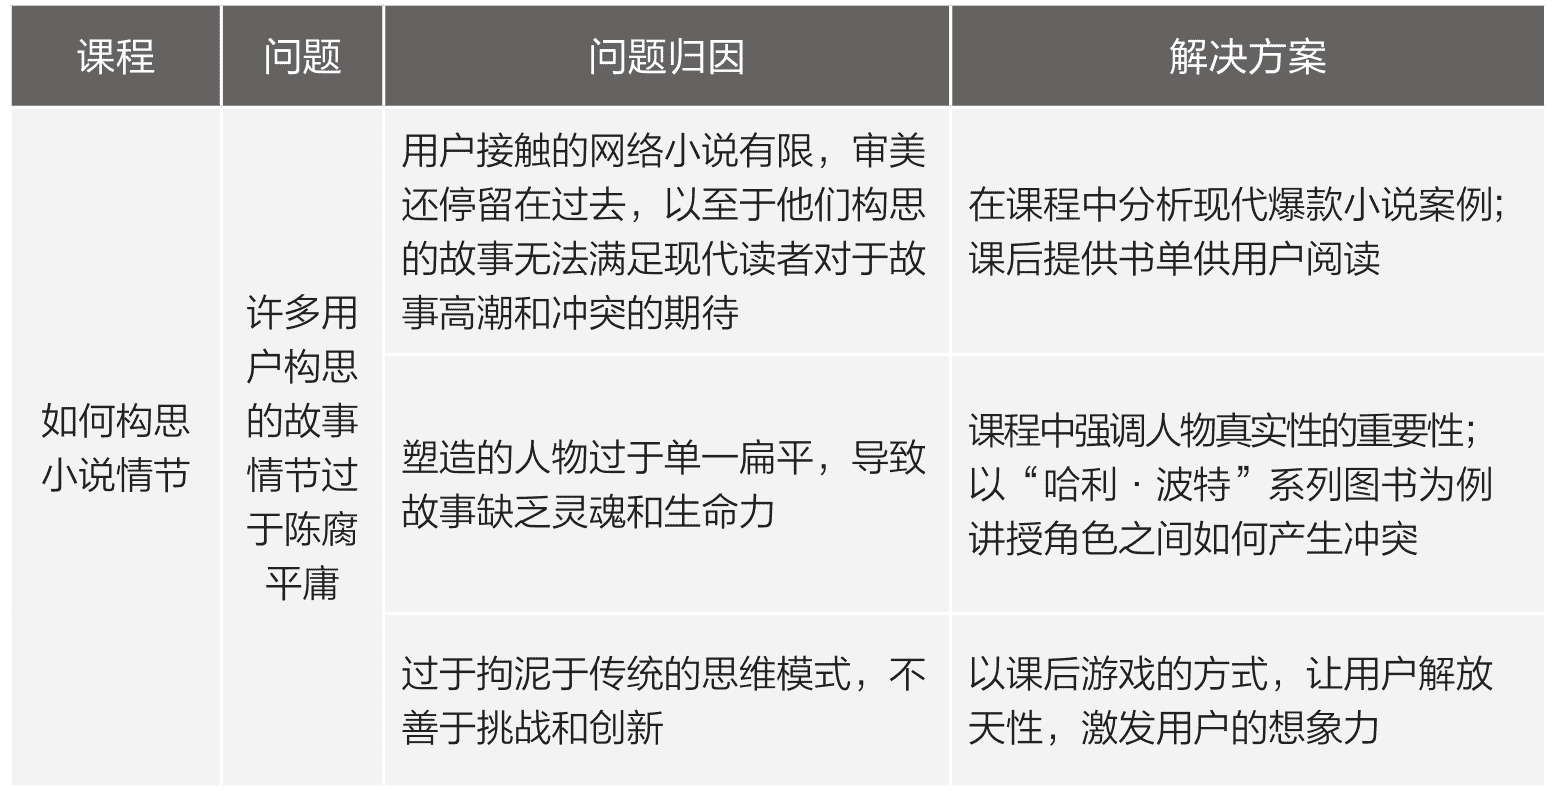 课程
问题
问题归因
解决方案
如何构思
小说情节
许多用
户构思
的故事
情节过
于陈腐
平庸
用户接触的网络小说有限，审美
还停留在过去，以至于他们构思
的故事无法满足现代读者对于故
事高潮和冲突的期待
在课程中分析现代爆款小说案例；
课后提供书单供用户阅读
塑造的人物过于单一扁平，导致
故事缺乏灵魂和生命力
课程中强调人物真实性的重要性；
以“哈利·波特”系列图书为例
讲授角色之间如何产生冲突
过于拘泥于传统的思维模式，不
善于挑战和创新
以课后游戏的方式，让用户解放
天性，激发用户的想象力